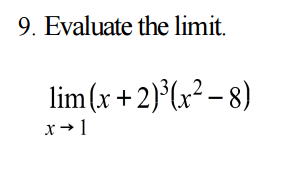 9. Evaluate the limit.
lim(x + 2)³(x² – 8)
x → 1